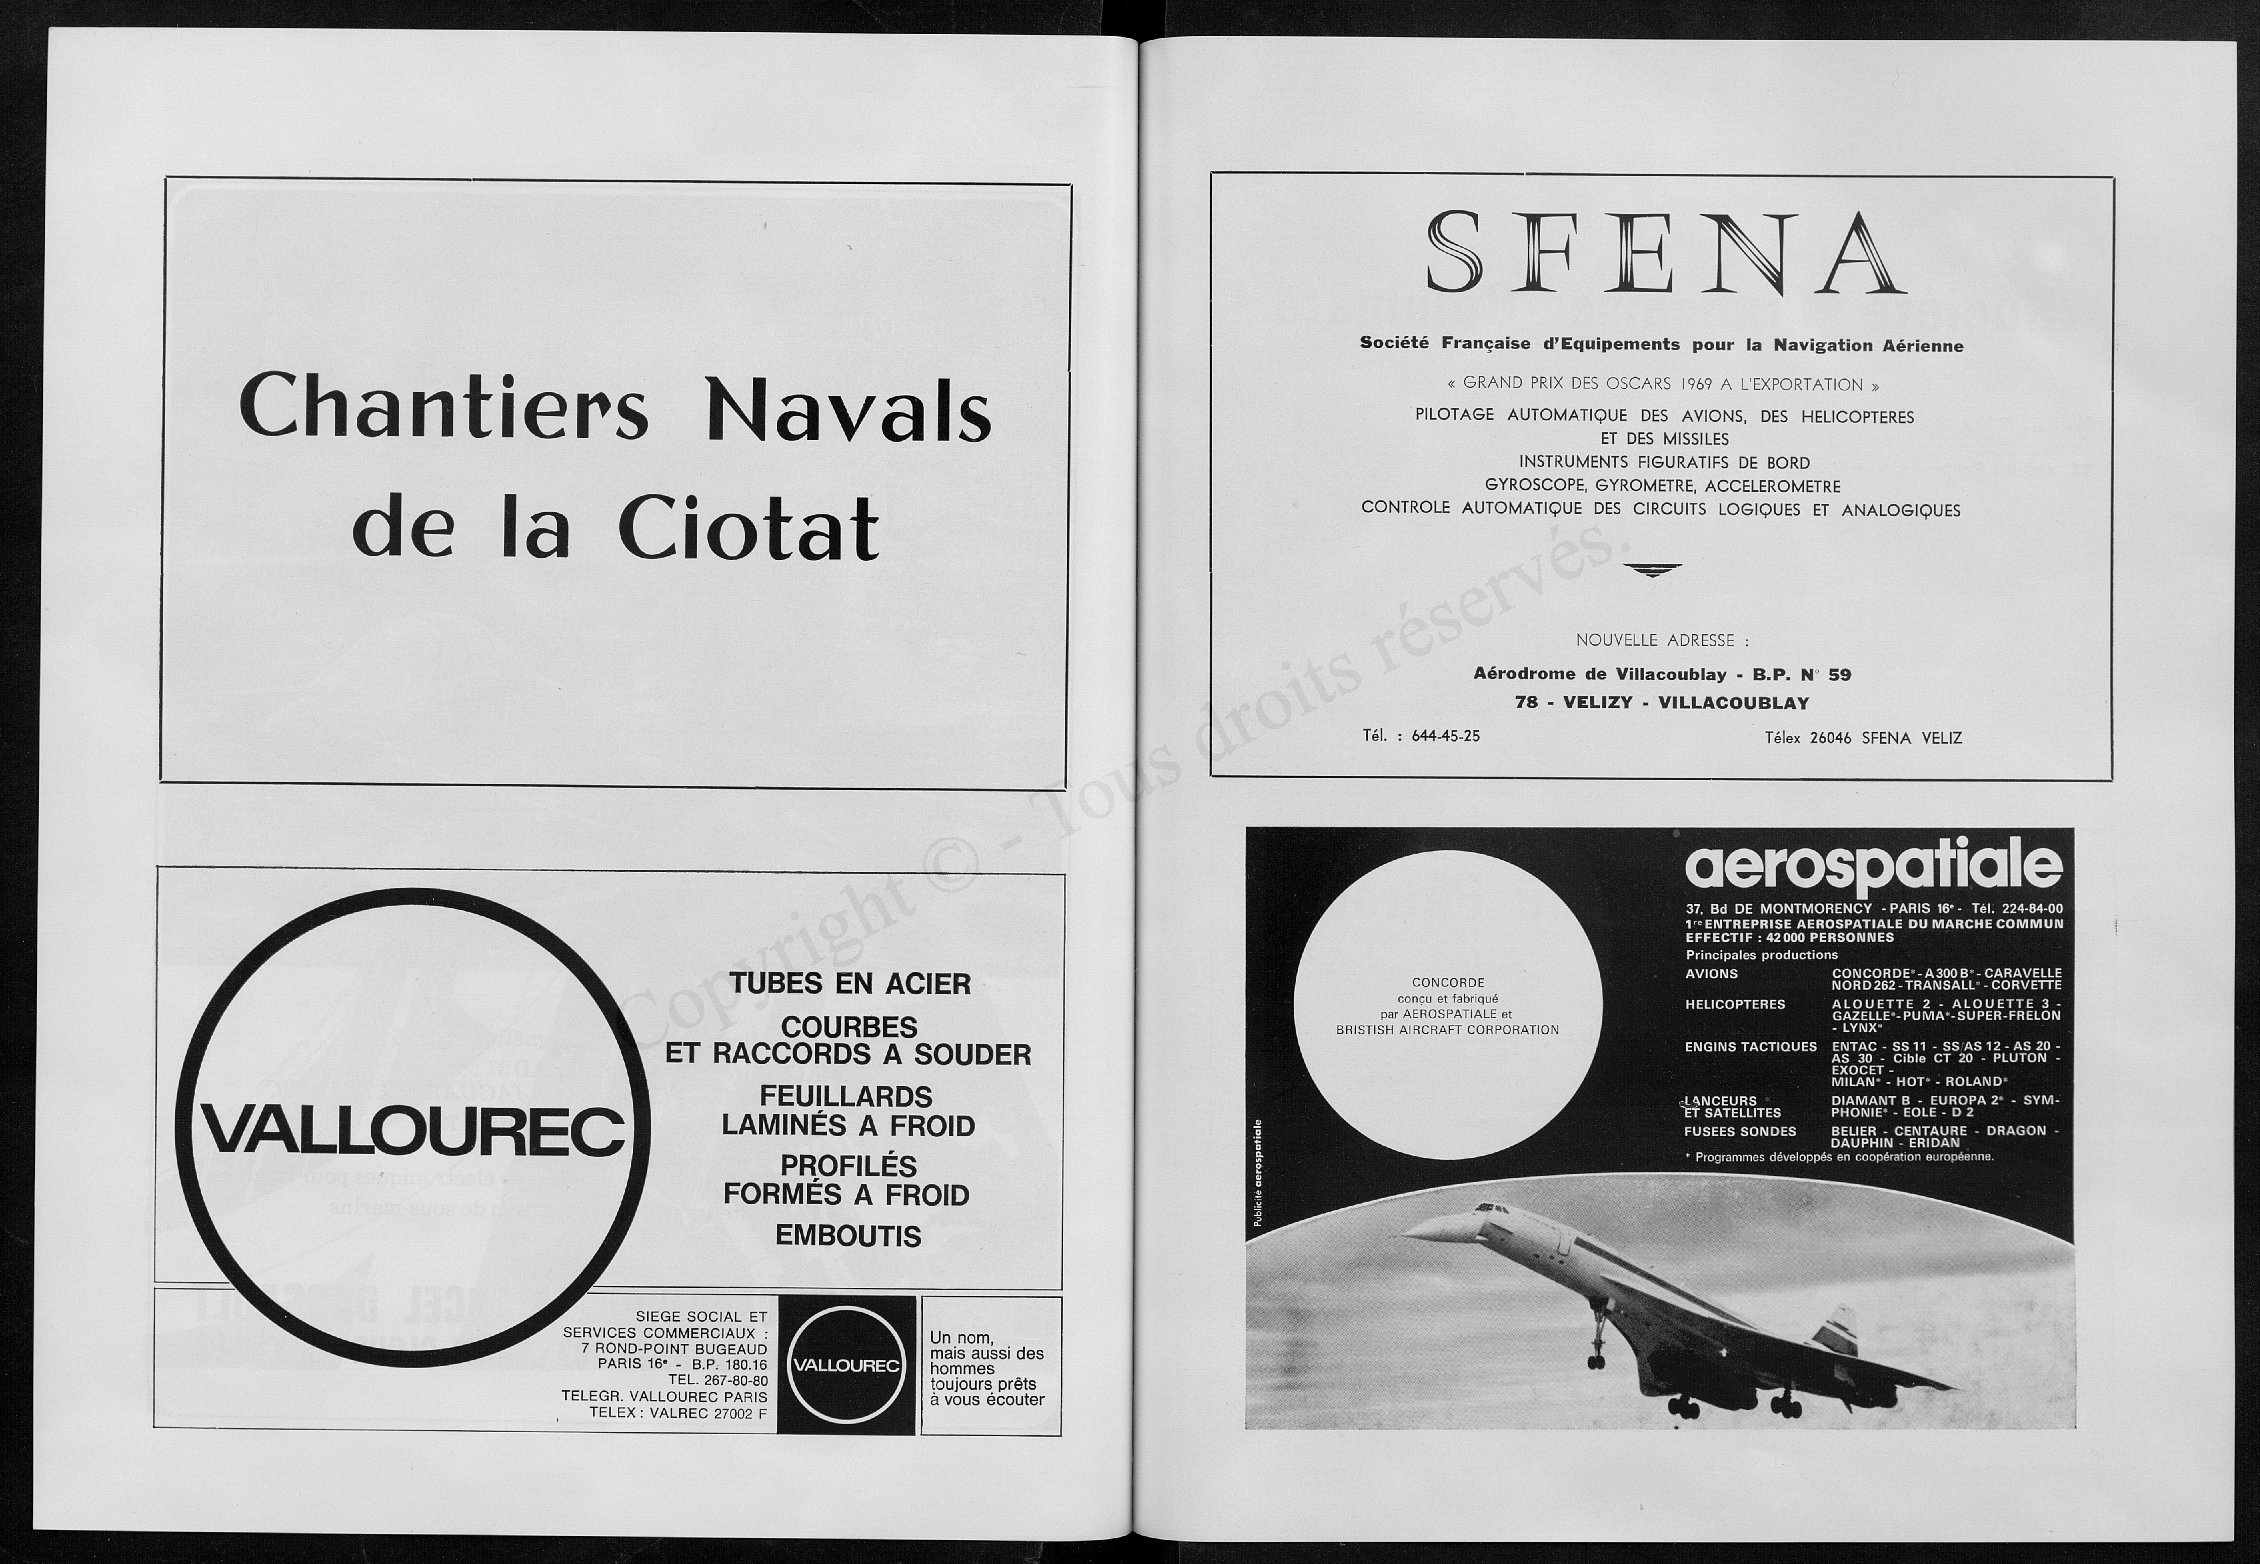 Chantiers Navals
de la Ciotat
VALLOUREC
TUBES EN ACIER
COURBES
ET RACCORDS A SOUDER
FEUILLARDS
LAMINÉS A FROID
PROFILÉS
FORMÉS A FROID
EMBOUTIS
SIEGE SOCIAL ET
SERVICES COMMERCIAUX :
7 ROND-POINT BUGEAUD
PARIS 16e - B.P. 180.16
TEL. 267-80-80
TELEGR. VALLOUREC PARIS
TELEX : VALREC 27002 F
VALLOUREC
Un nom,
mais aussi des
hommes
toujours prêts
à vous écouter
SFENA
Société Française d'Equipements pour la Navigation Aérienne
« GRAND PRIX DES OSCARS 1969 A L'EXPORTATION »
PILOTAGE AUTOMATIQUE DES AVIONS, DES HELICOPTERES
ET DES MISSILES
INSTRUMENTS FIGURATIFS DE BORD
GYROSCOPE, GYROMETRE, ACCELEROMETRE
CONTROLE AUTOMATIQUE DES CIRCUITS LOGIQUES ET ANALOGIQUES
NOUVELLE ADRESSE :
Aérodrome de Villacoublay - B.P. N° 59
78 - VELIZY - VILLACOUBLAY
Tél. : 644-45-25 Télex 26046 SFENA VELIZ
CONCORDE
conçu et fabriqué
par AEROSPATIALE et
BRISTISH AIRCRAFT CORPORATION
Publicité aerospatiale
aerospatiale
37, Bd DE MONTMORENCY - PARIS 16e - Tél. 224-84-00
1re ENTREPRISE AEROSPATIALE DU MARCHE COMMUN
EFFECTIF : 42 000 PERSONNES
Principales productions
AVIONS CONCORDE* - A 300 B* - CARAVELLE
NORD 262 - TRANSALL* - CORVETTE
HELICOPTERES ALOUETTE 2 - ALOUETTE 3 -
GAZELLE* - PUMA* - SUPER-FRELON
- LYNX*
ENGINS TACTIQUES ENTAC - SS 11 - SS/AS 12 - AS 20 -
AS 30 - Cible CT 20 - PLUTON -
EXOCET -
MILAN* - HOT* - ROLAND*
LANCEURS DIAMANT B - EUROPA 2* - SYM-
ET SATELLITES PHONIE* - EOLE - D 2
FUSEES SONDES BELIER - CENTAURE - DRAGON -
DAUPHIN - ERIDAN
* Programmes développés en coopération européenne.
Copyright © - Tous droits réservés.